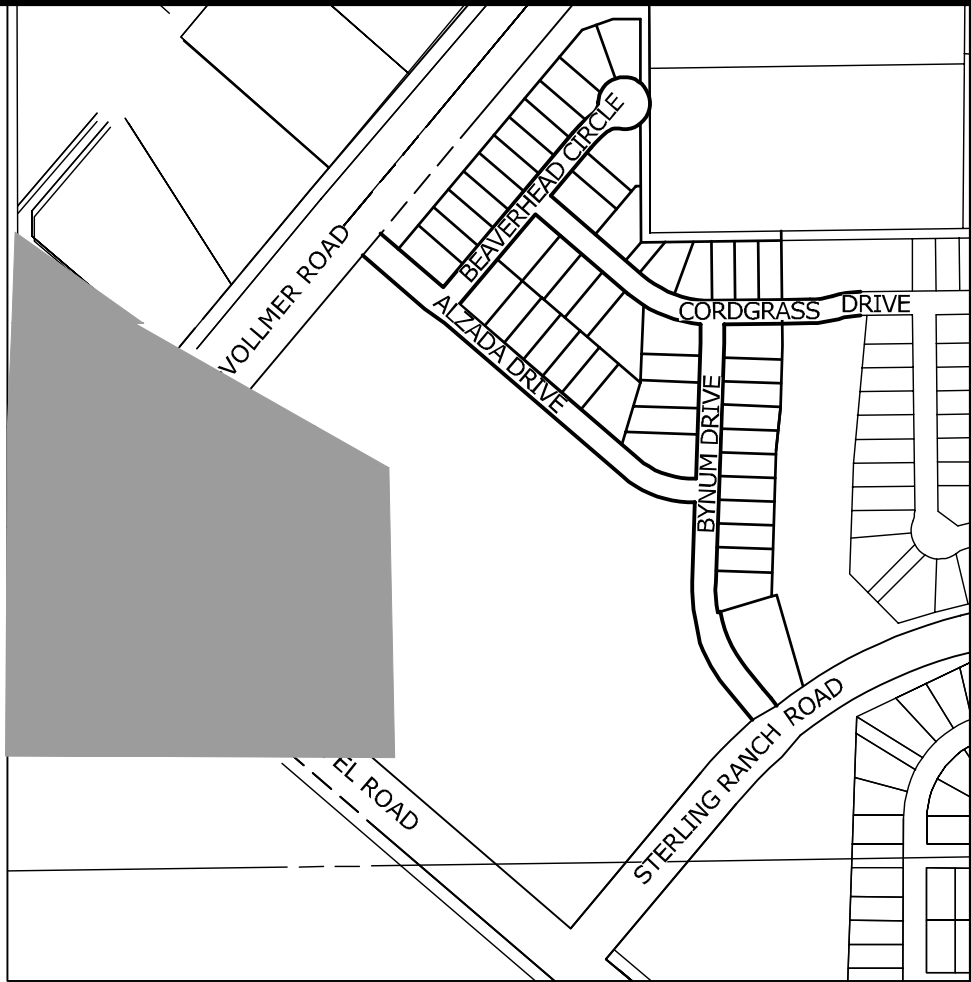 BEAVERHEAD CIRCLE
VOLLMER ROAD
ALZADA DRIVE
CORDGRASS DRIVE
BYNUM DRIVE
STERLING RANCH ROAD
EL ROAD